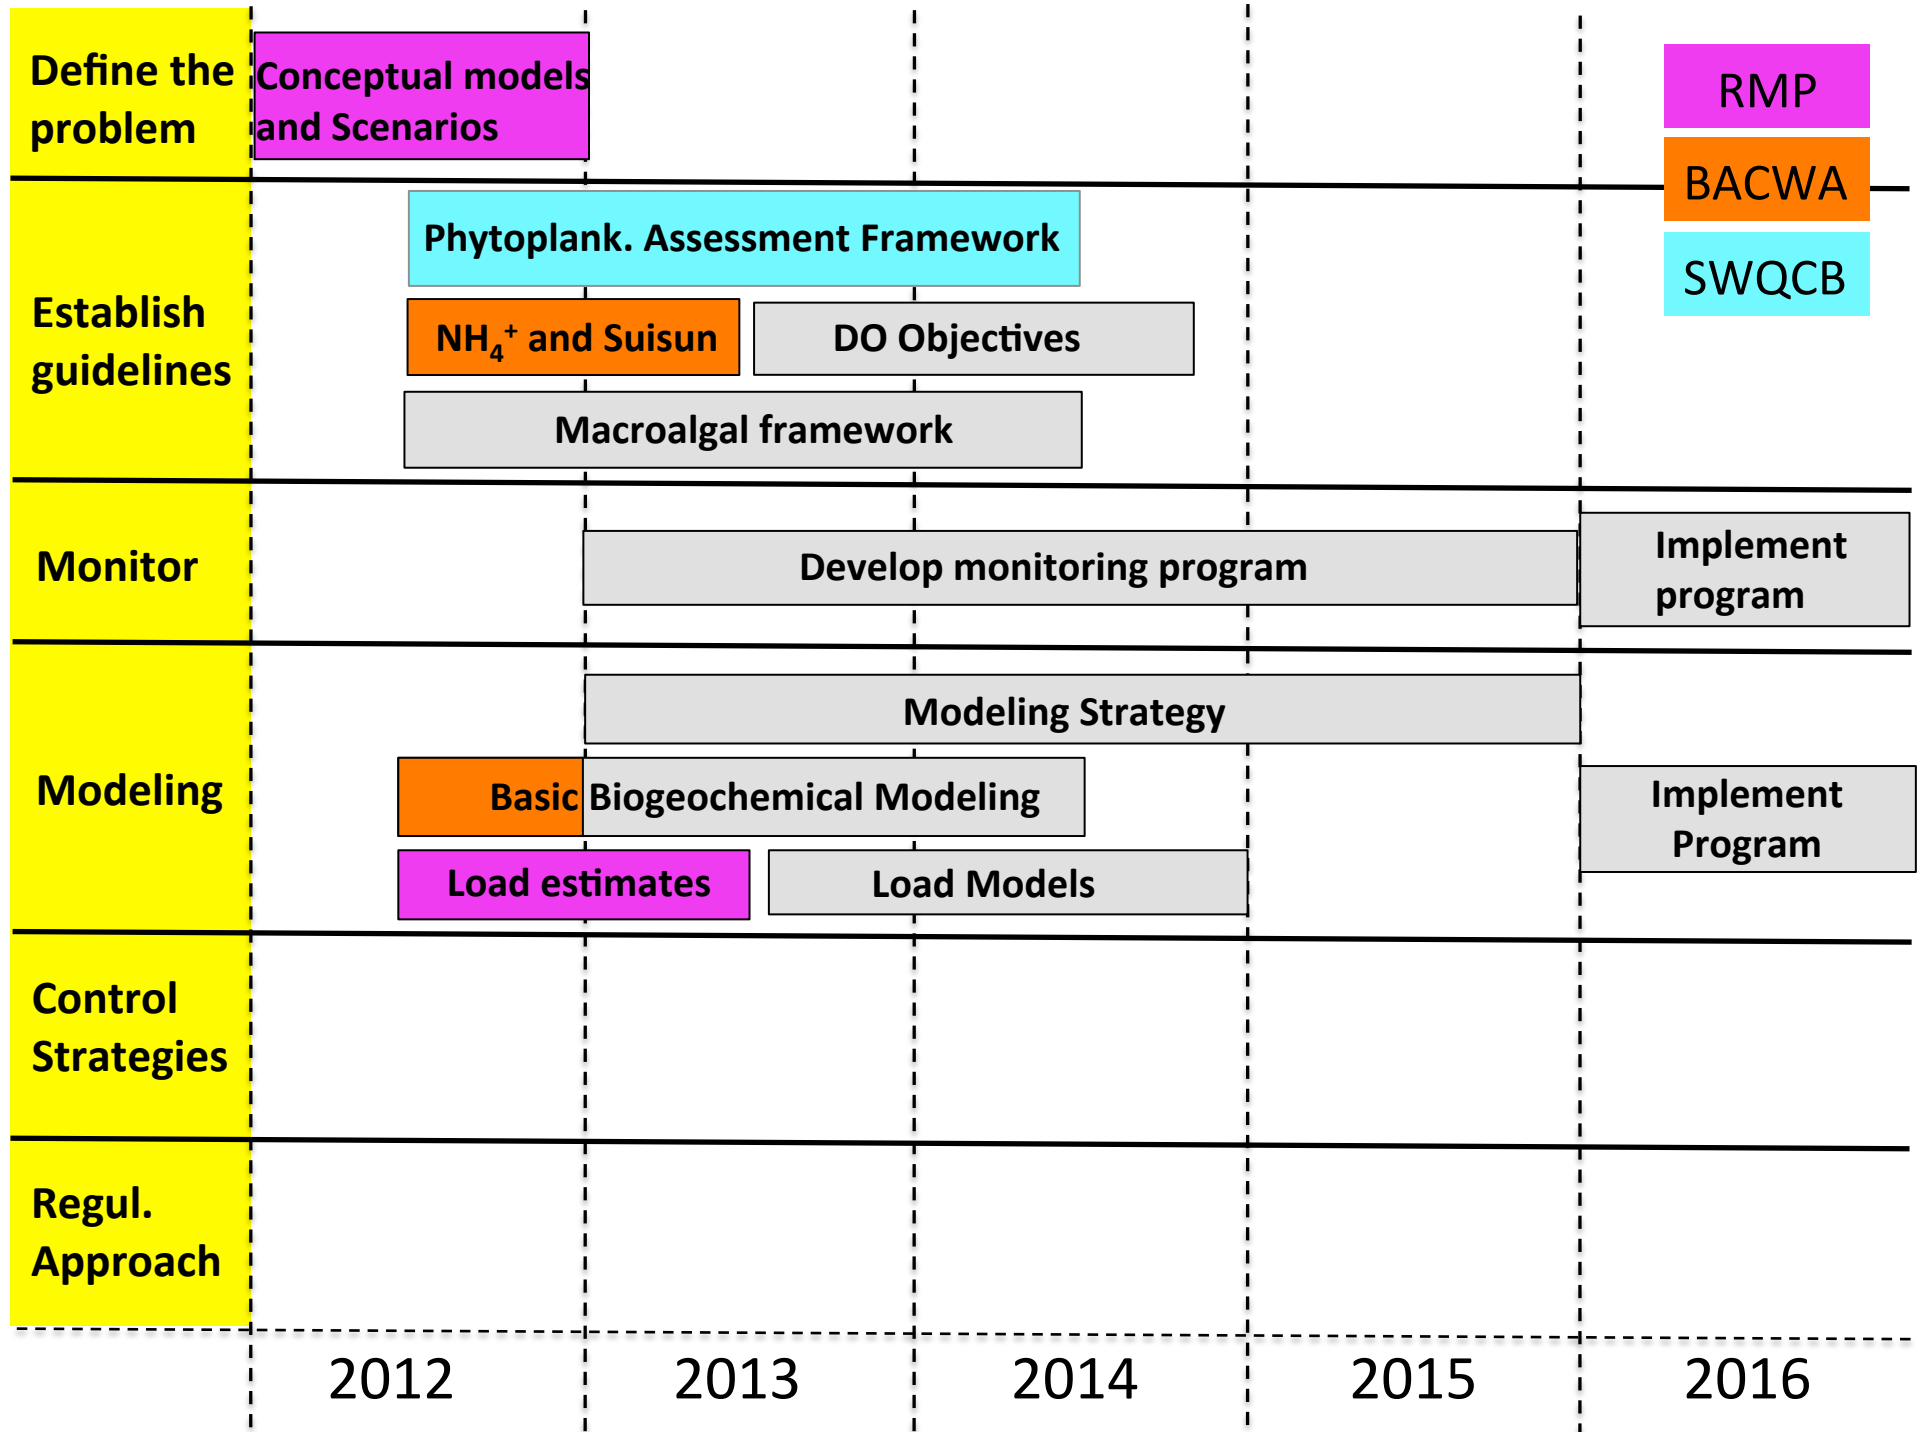 Define the
problem
Conceptual models
and Scenarios
RMP
BACWA
SWQCB
Establish
guidelines
Phytoplank. Assessment Framework
NH₄⁺ and Suisun
DO Objectives
Macroalgal framework
Monitor
Develop monitoring program
Implement
program
Modeling
Modeling Strategy
Basic Biogeochemical Modeling
Implement
Program
Load estimates
Load Models
Control
Strategies
Regul.
Approach
2012
2013
2014
2015
2016